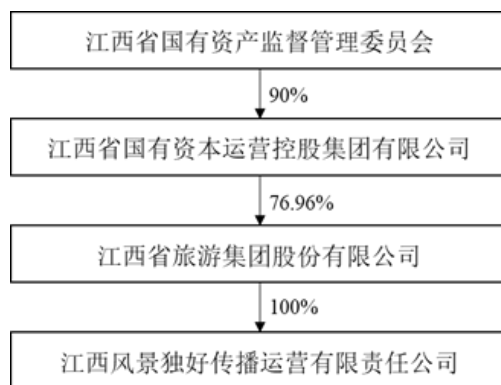 江西省国有资产监督管理委员会
90%
江西省国有资本运营控股集团有限公司
76.96%
江西省旅游集团股份有限公司
100%
江西风景独好传播运营有限责任公司